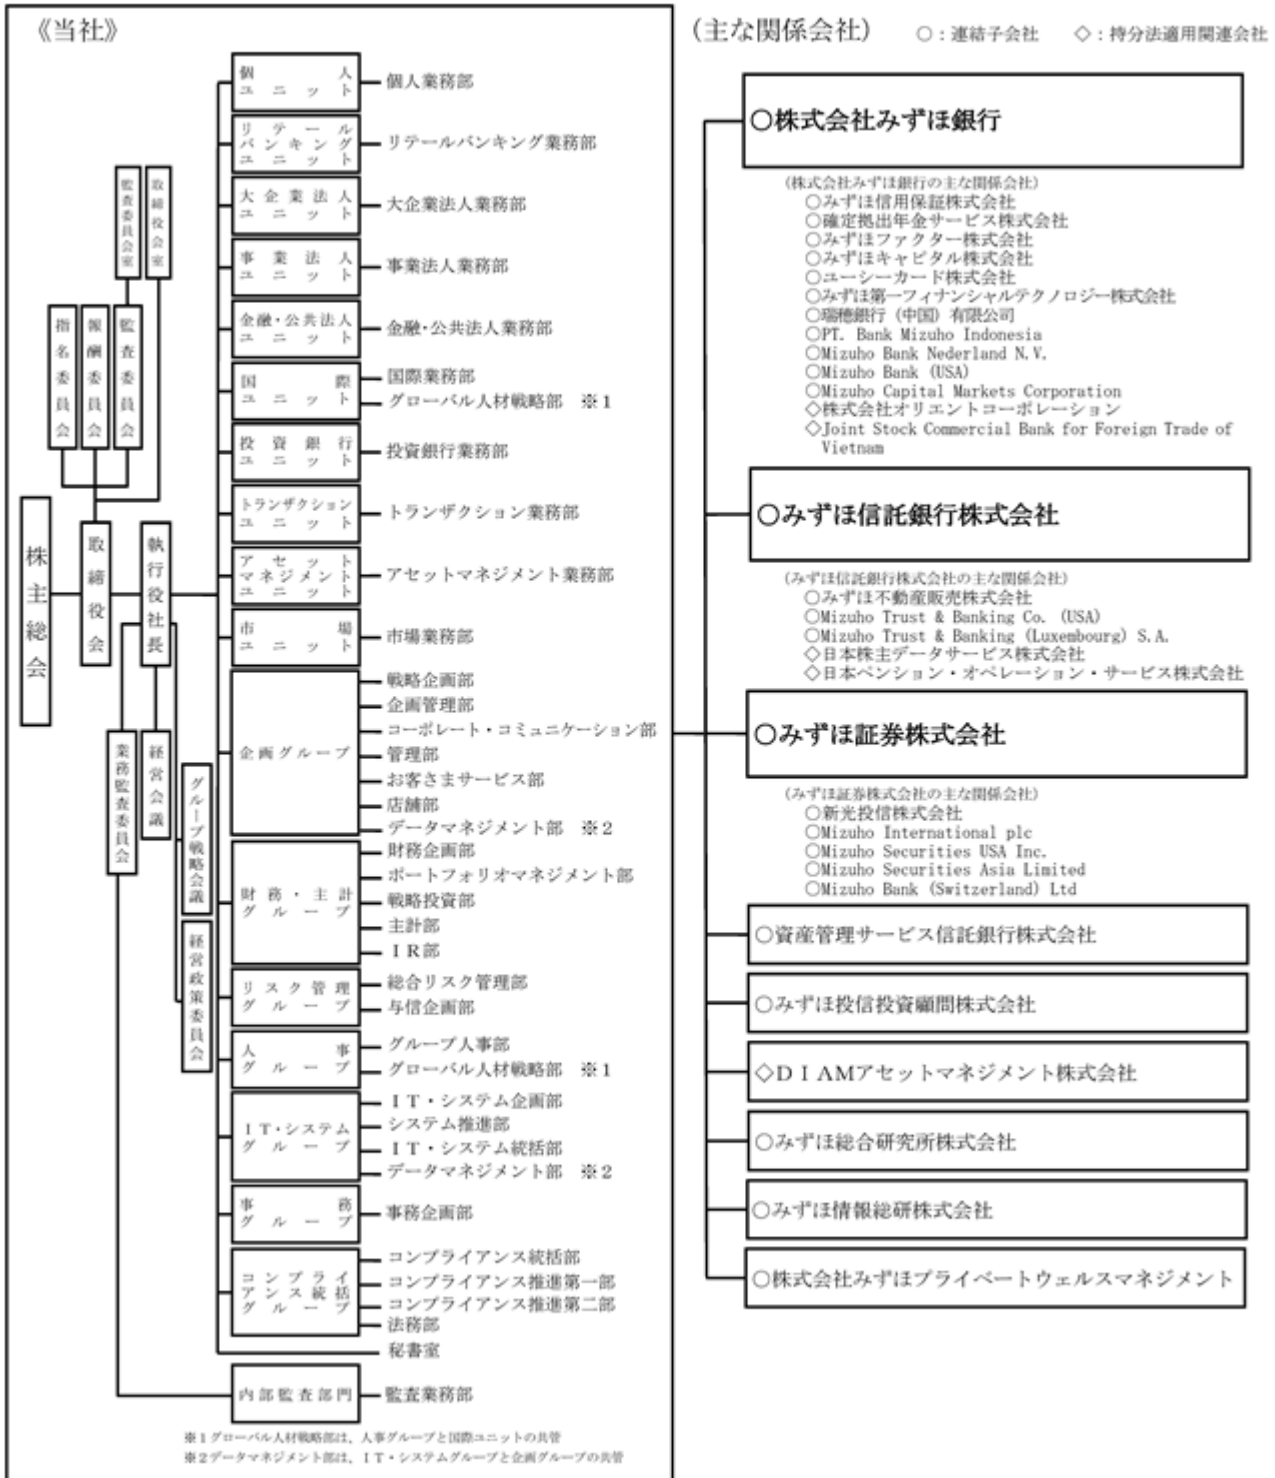 《当社》
(主な関係会社)
○：連結子会社　◇：持分法適用関連会社
株主総会
取締役会
指名委員会
報酬委員会
監査委員会
監査委員会室
取締役会室
執行役社長
業務監査委員会
経営会議
グループ戦略会議
経営政策委員会
個人
ユニット
個人業務部
リテール
バンキング
ユニット
リテールバンキング業務部
大企業法人
ユニット
大企業法人業務部
事業法人
ユニット
事業法人業務部
金融・公共法人
ユニット
金融・公共法人業務部
国際
ユニット
国際業務部
グローバル人材戦略部　※1
投資銀行
ユニット
投資銀行業務部
トランザクション
ユニット
トランザクション業務部
アセット
マネジメント
ユニット
アセットマネジメント業務部
市場
ユニット
市場業務部
企画グループ
戦略企画部
企画管理部
コーポレート・コミュニケーション部
管理部
お客さまサービス部
店舗部
データマネジメント部　※2
財務・主計
グループ
財務企画部
ポートフォリオマネジメント部
戦略投資部
主計部
ＩＲ部
リスク管理
グループ
総合リスク管理部
与信企画部
人事
グループ
グループ人事部
グローバル人材戦略部　※1
IT・システム
グループ
ＩＴ・システム企画部
システム推進部
ＩＴ・システム統括部
データマネジメント部　※2
事務
グループ
事務企画部
コンプライ
アンス統括
グループ
コンプライアンス統括部
コンプライアンス推進第一部
コンプライアンス推進第二部
法務部
秘書室
内部監査部門
監査業務部
※1グローバル人材戦略部は、人事グループと国際ユニットの共管
※2データマネジメント部は、ＩＴ・システムグループと企画グループの共管
○株式会社みずほ銀行
(株式会社みずほ銀行の主な関係会社)
○みずほ信用保証株式会社
○確定拠出年金サービス株式会社
○みずほファクター株式会社
○みずほキャピタル株式会社
○ユーシーカード株式会社
○みずほ第一フィナンシャルテクノロジー株式会社
○瑞穂銀行（中国）有限公司
○PT. Bank Mizuho Indonesia
○Mizuho Bank Nederland N.V.
○Mizuho Bank (USA)
○Mizuho Capital Markets Corporation
◇株式会社オリエントコーポレーション
◇Joint Stock Commercial Bank for Foreign Trade of
Vietnam
○みずほ信託銀行株式会社
(みずほ信託銀行株式会社の主な関係会社)
○みずほ不動産販売株式会社
○Mizuho Trust & Banking Co. (USA)
○Mizuho Trust & Banking (Luxembourg) S.A.
◇日本株主データサービス株式会社
◇日本ペンション・オペレーション・サービス株式会社
○みずほ証券株式会社
(みずほ証券株式会社の主な関係会社)
○新光投信株式会社
○Mizuho International plc
○Mizuho Securities USA Inc.
○Mizuho Securities Asia Limited
○Mizuho Bank (Switzerland) Ltd
○資産管理サービス信託銀行株式会社
○みずほ投信投資顧問株式会社
◇ＤＩＡＭアセットマネジメント株式会社
○みずほ総合研究所株式会社
○みずほ情報総研株式会社
○株式会社みずほプライベートウェルスマネジメント